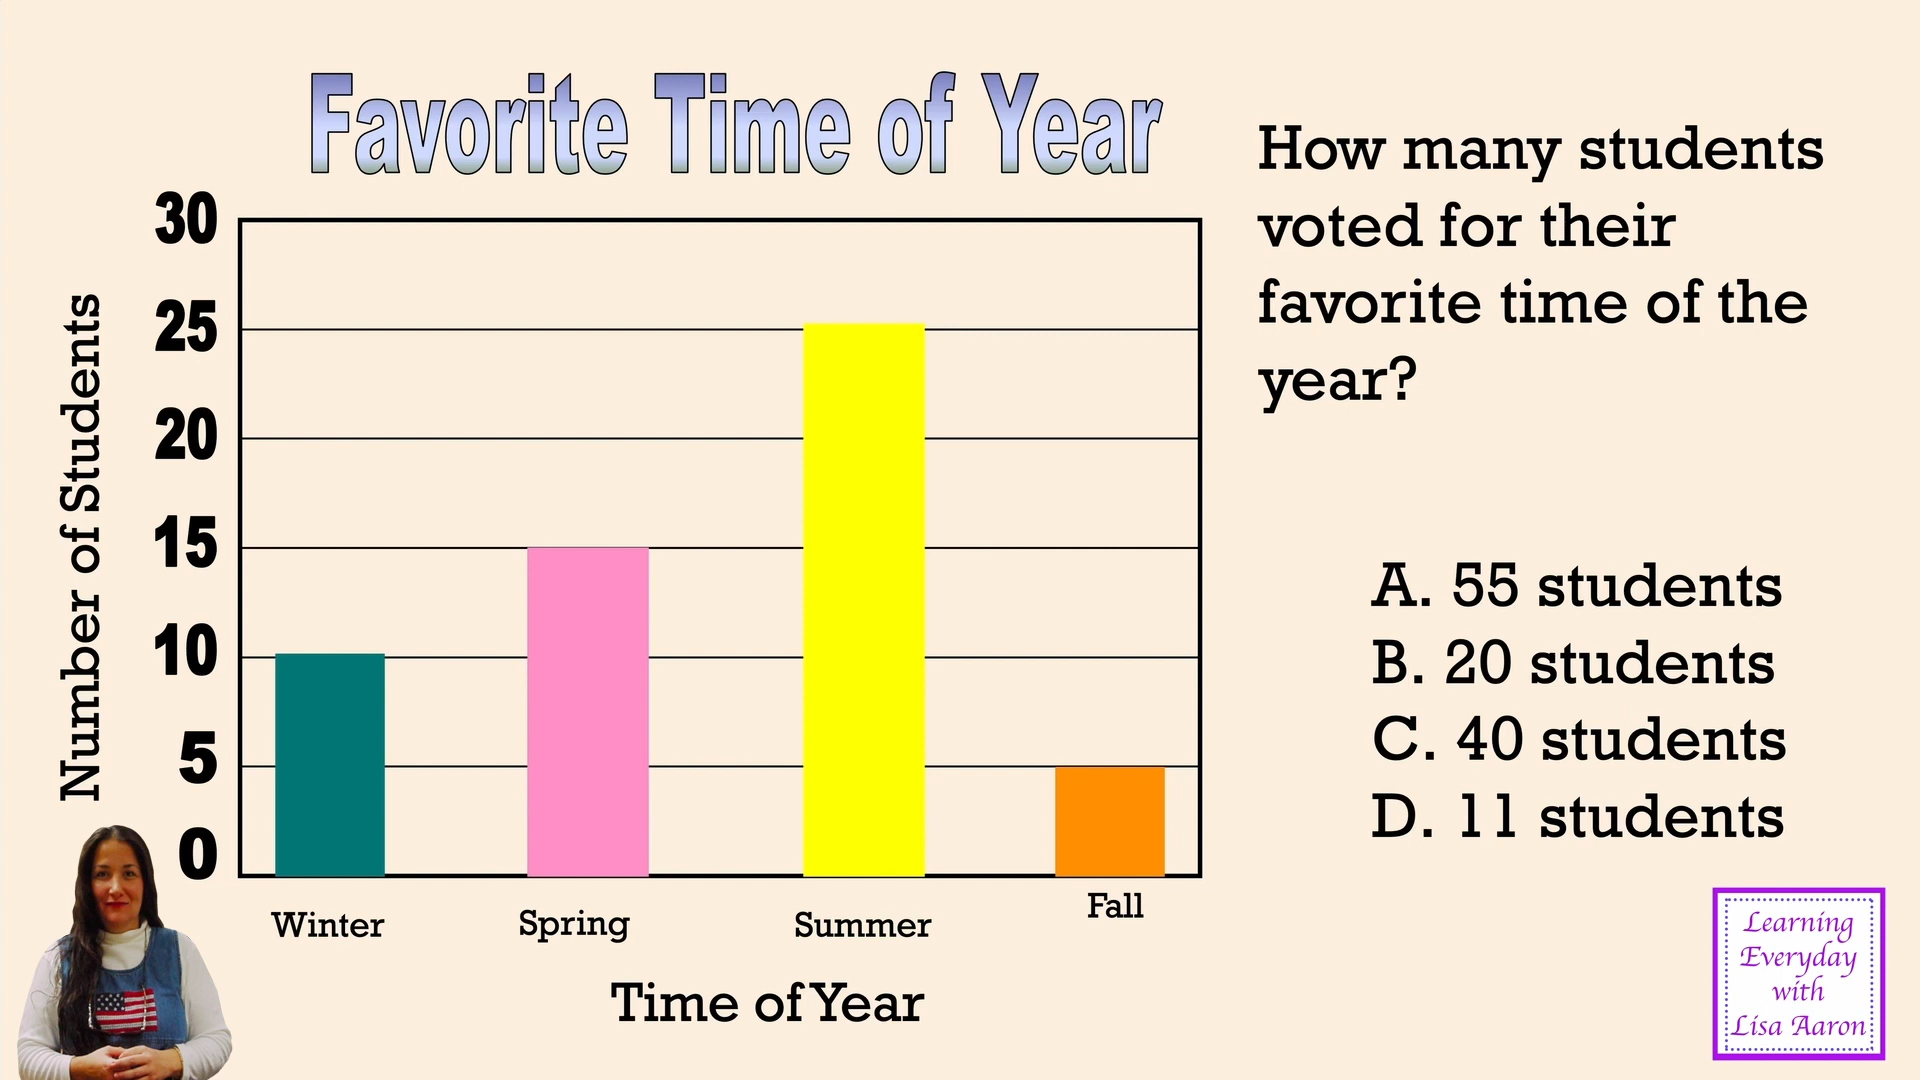 Favorite Time of Year
How many students
voted for their
favorite time of the
year?
30
25
20
15
10
5
0
Number of Students
Winter
Spring
Summer
Fall
Time of Year
A. 55 students
B. 20 students
C. 40 students
D. 11 students
Learning
Everyday
with
Lisa Aaron